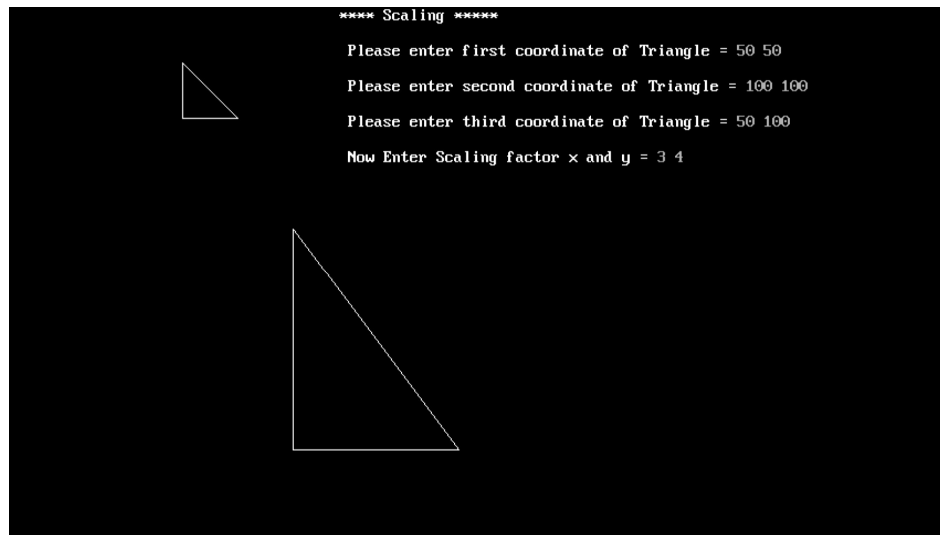 **** Scaling *****
Please enter first coordinate of Triangle = 50 50
Please enter second coordinate of Triangle = 100 100
Please enter third coordinate of Triangle = 50 100
Now Enter Scaling factor x and y = 3 4